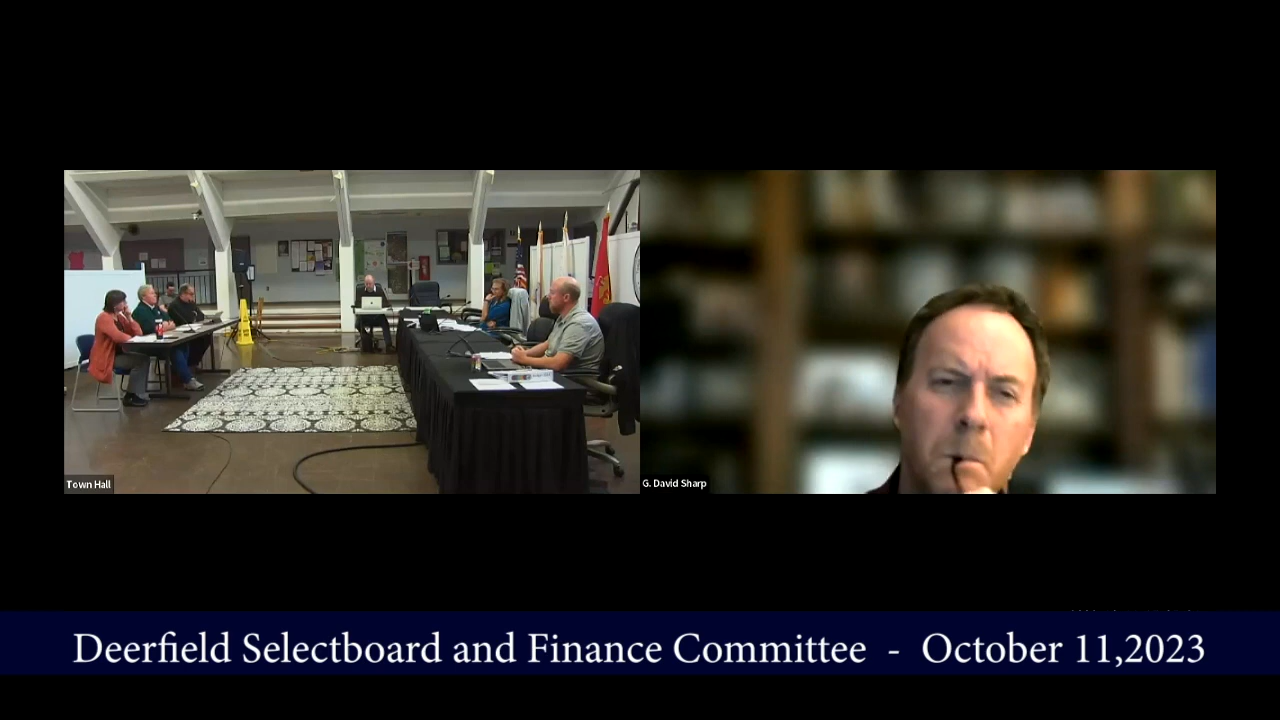 Town Hall
G. David Sharp
Deerfield Selectboard and Finance Committee - October 11,2023